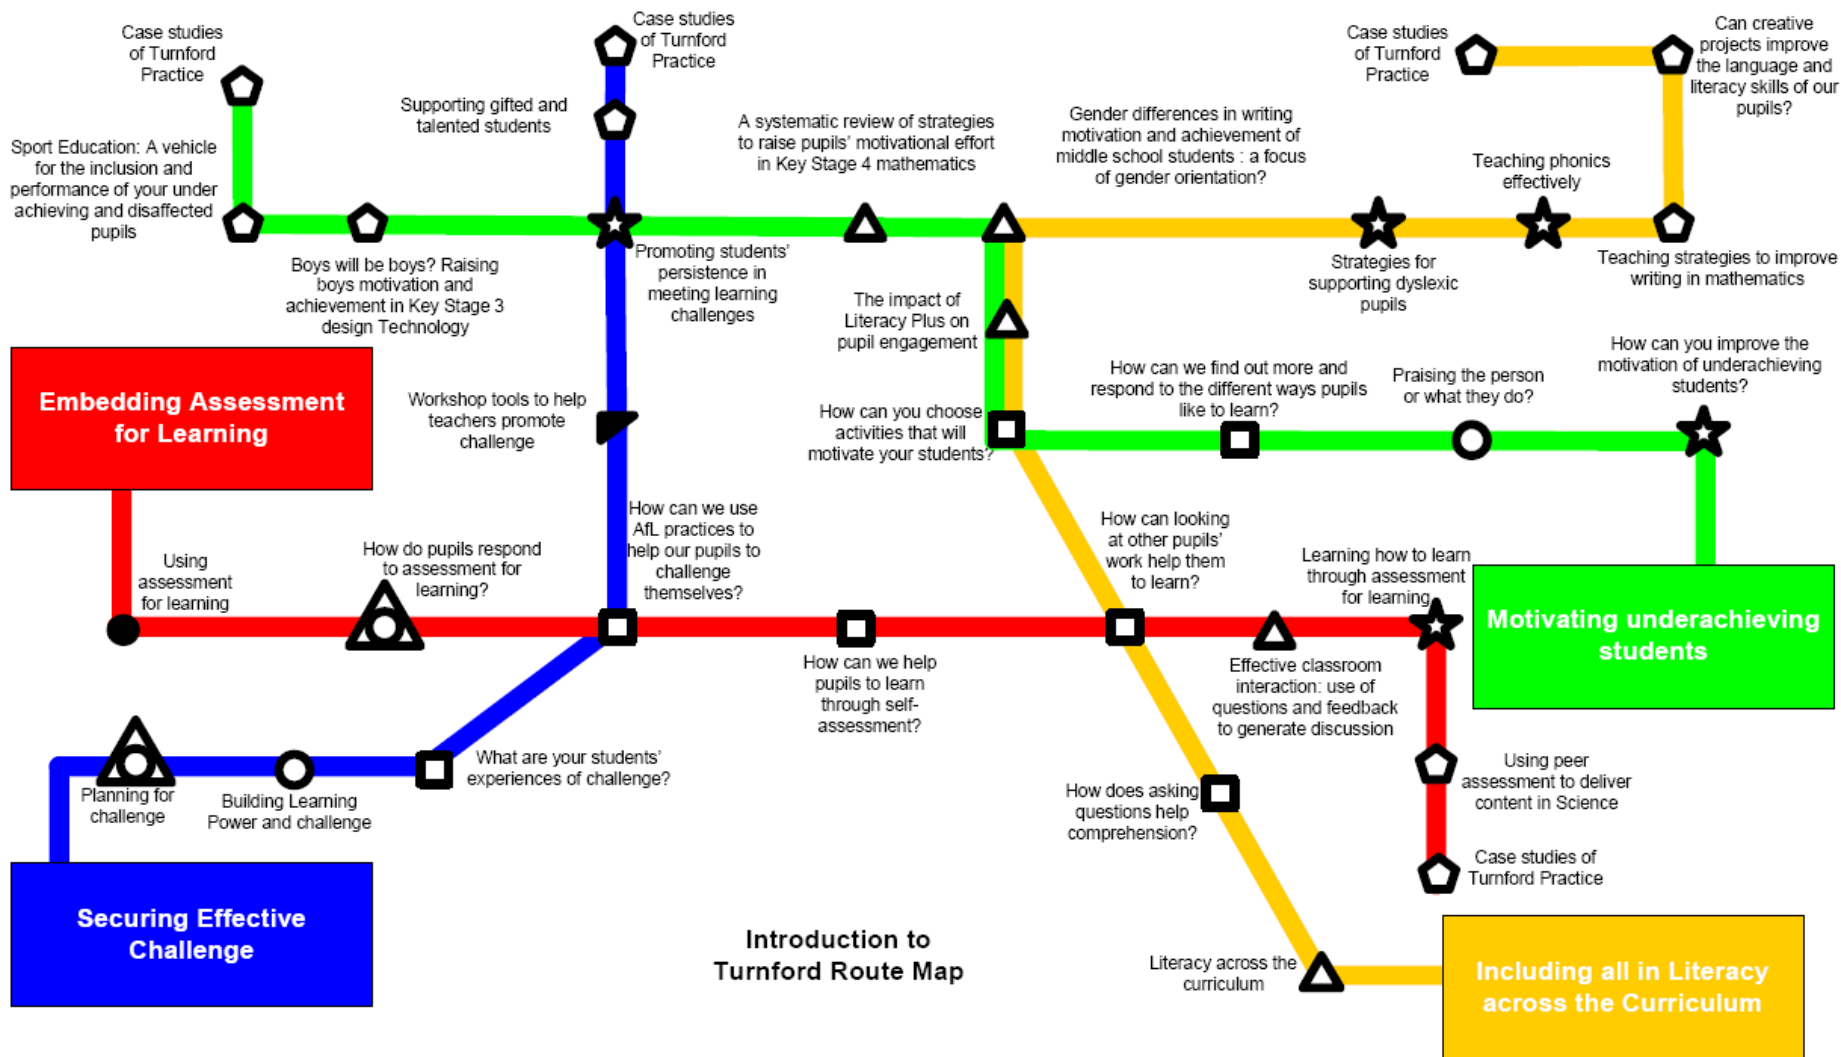 Case studies
of Turnford
Practice
Case studies
of Turnford
Practice
Case studies
of Turnford
Practice
Can creative
projects improve
the language and
literacy skills of our
pupils?
Supporting gifted and
talented students
A systematic review of strategies
to raise pupils' motivational effort
in Key Stage 4 mathematics
Gender differences in writing
motivation and achievement of
middle school students : a focus
of gender orientation?
Teaching phonics
effectively
Sport Education: A vehicle
for the inclusion and
performance of your under
achieving and disaffected
pupils
Boys will be boys? Raising
boys motivation and
achievement in Key Stage 3
design Technology
Promoting students'
persistence in
meeting learning
challenges
Strategies for
supporting dyslexic
pupils
Teaching strategies to improve
writing in mathematics
The impact of
Literacy Plus on
pupil engagement
How can you improve the
motivation of underachieving
students?
Embedding Assessment
for Learning
Workshop tools to help
teachers promote
challenge
How can you choose
activities that will
motivate your students?
How can we find out more and
respond to the different ways pupils
like to learn?
Praising the person
or what they do?
Using
assessment
for learning
How do pupils respond
to assessment for
learning?
How can we use
AfL practices to
help our pupils to
challenge
themselves?
How can looking
at other pupils'
work help them
to learn?
Learning how to learn
through assessment
for learning
Motivating underachieving
students
How can we help
pupils to learn
through self-
assessment?
Effective classroom
interaction: use of
questions and feedback
to generate discussion
What are your students'
experiences of challenge?
Planning for
challenge
Building Learning
Power and challenge
How does asking
questions help
comprehension?
Using peer
assessment to deliver
content in Science
Case studies of
Turnford Practice
Securing Effective
Challenge
Introduction to
Turnford Route Map
Literacy across the
curriculum
Including all in Literacy
across the Curriculum